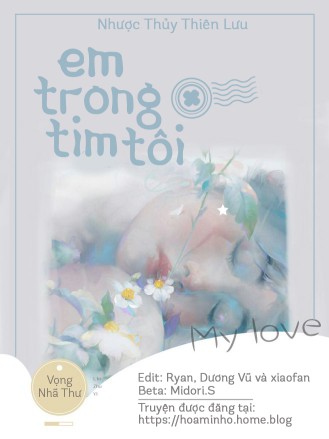 Nhược Thủy Thiên Lưu
em
trong
tim tôi
My love
Vọng
Nhã Thư
Edit: Ryan, Dương Vũ và xiaofan
Beta: Midori.S
Truyện được đăng tại:
https://hoaminho.home.blog